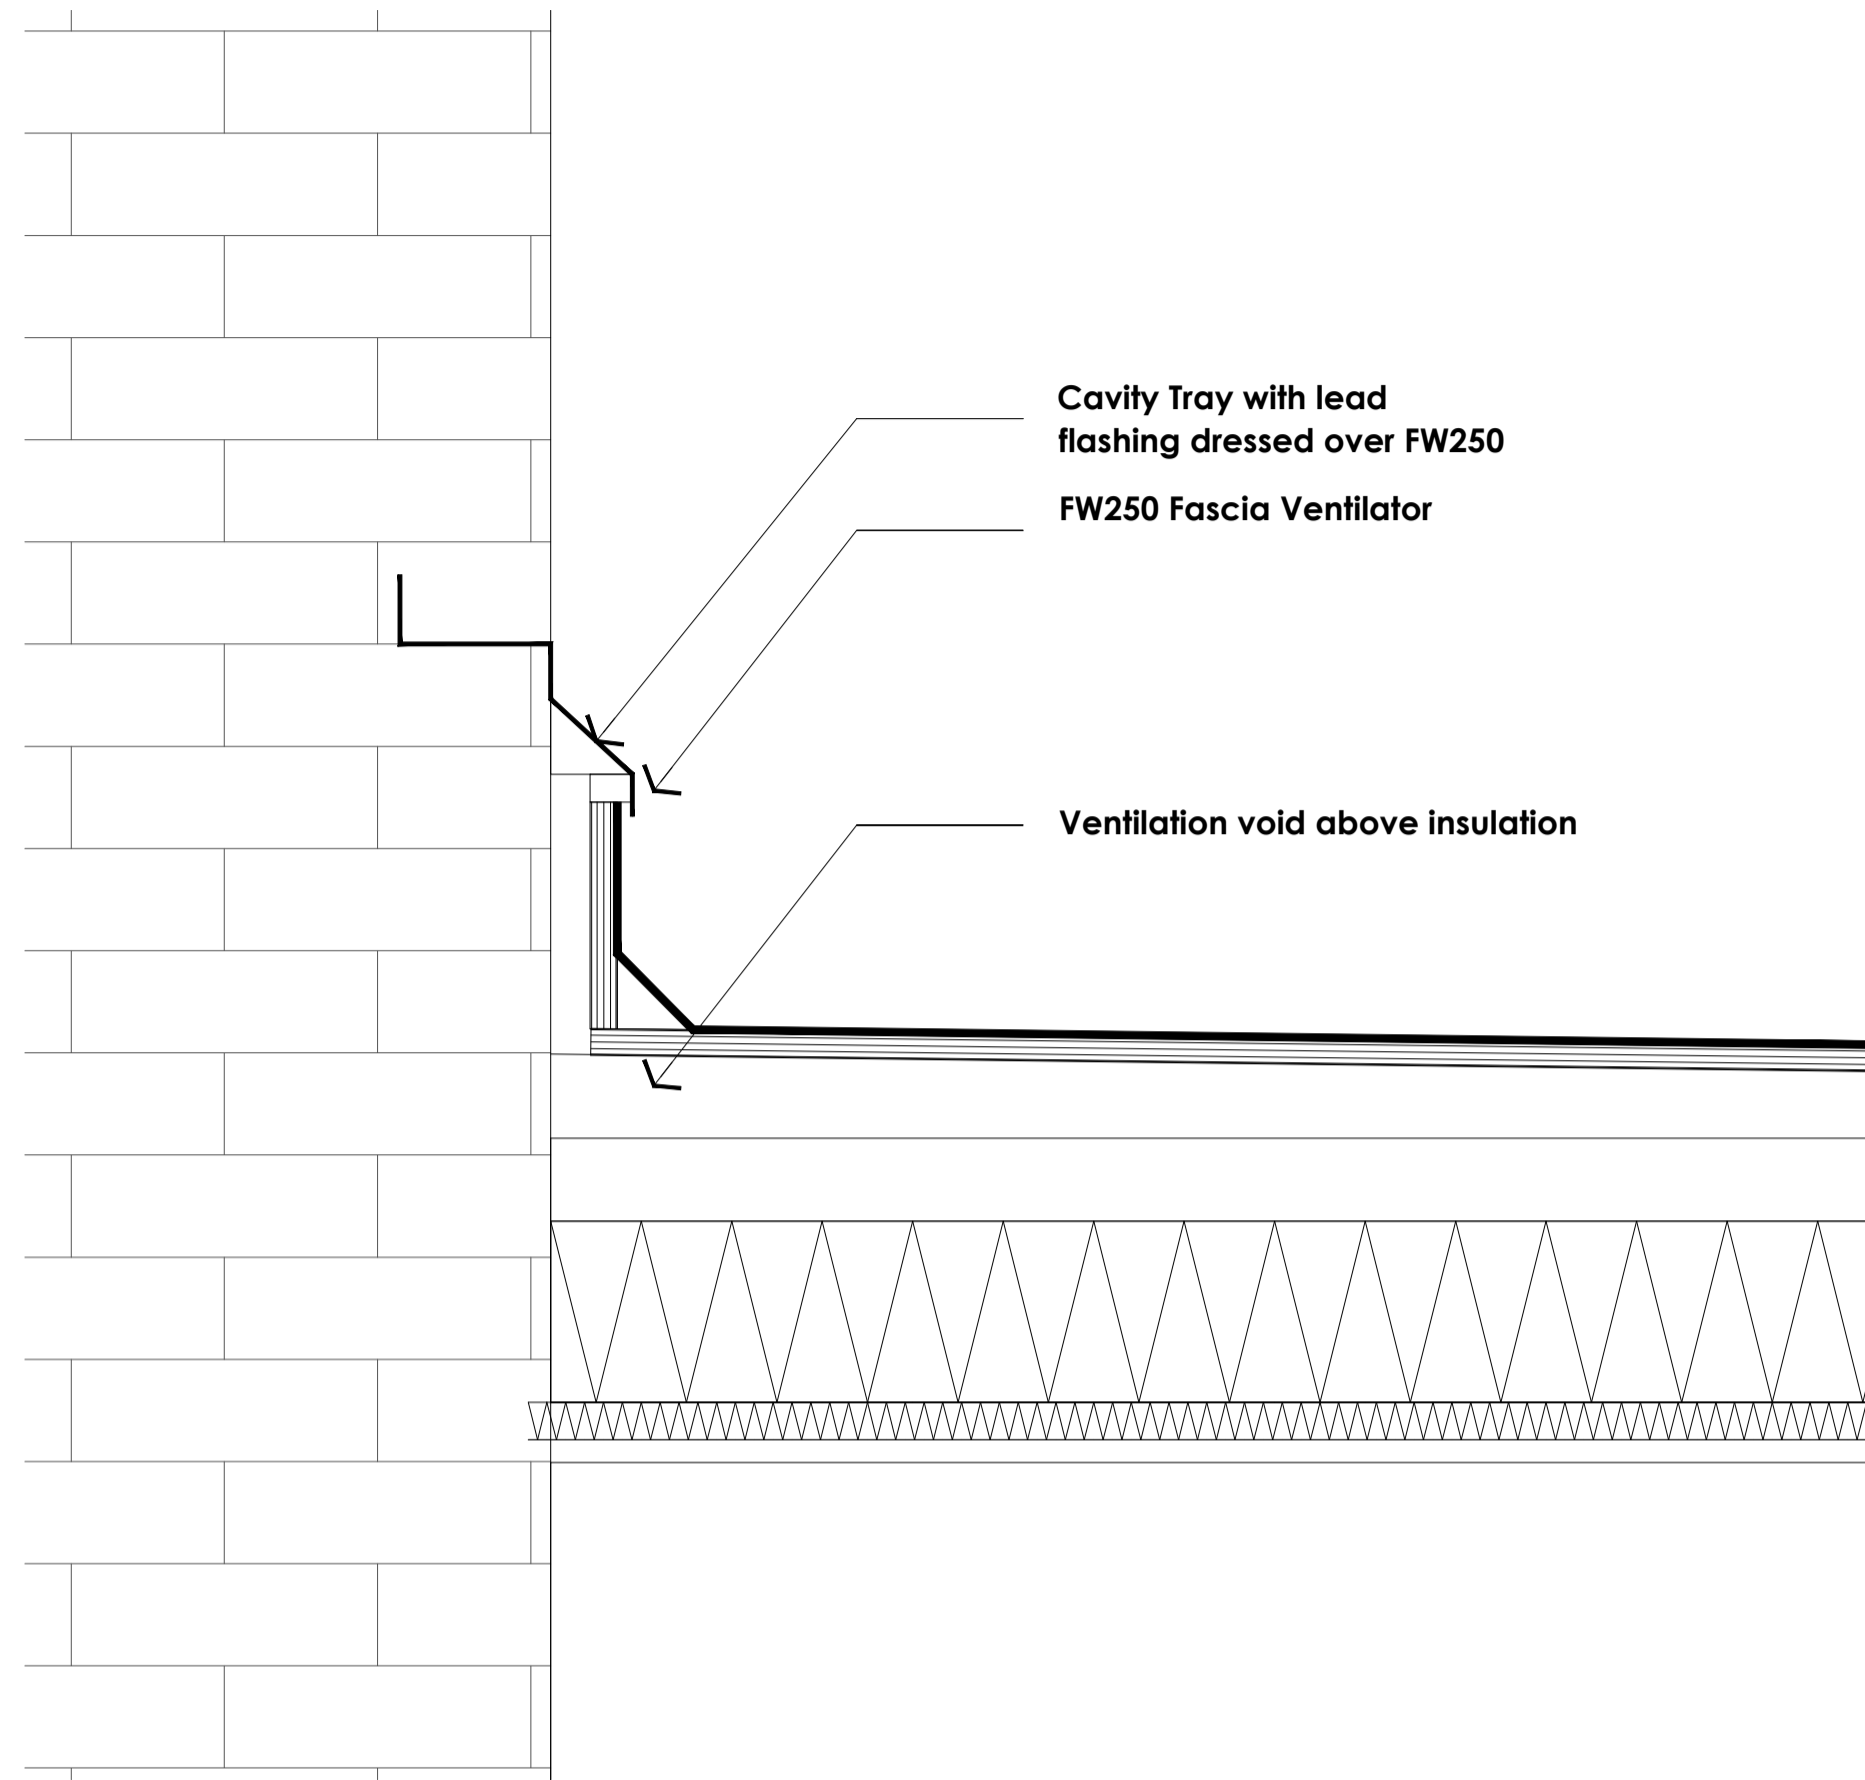 Cavity Tray with lead
flashing dressed over FW250
FW250 Fascia Ventilator
Ventilation void above insulation